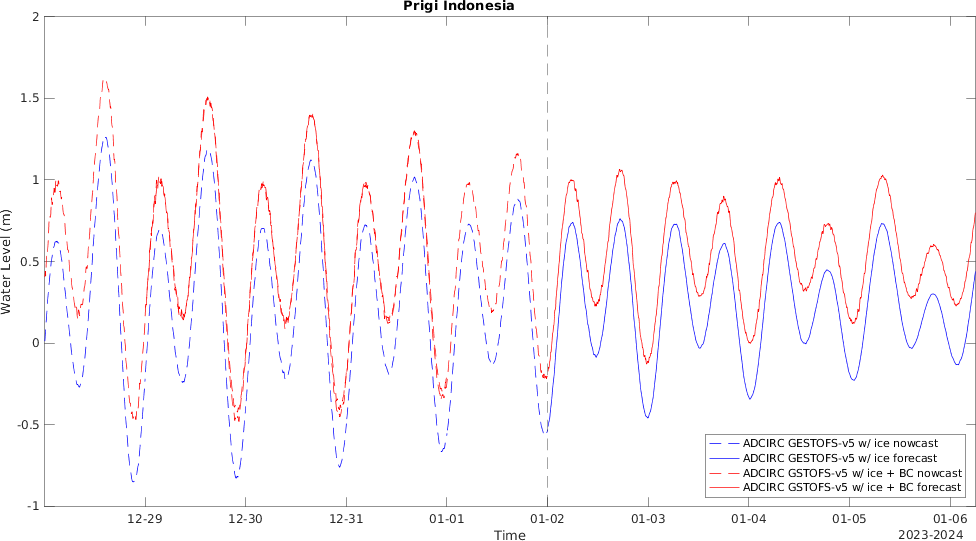 Prigi Indonesia
2
1.5
1
0.5
0
-0.5
-1
Water Level (m)
12-29
12-30
12-31
01-01
01-02
01-03
01-04
01-05
01-06
Time
2023-2024
ADCIRC GESTOFS-v5 w/ ice nowcast
ADCIRC GESTOFS-v5 w/ ice forecast
ADCIRC GSTOFS-v5 w/ ice + BC nowcast
ADCIRC GSTOFS-v5 w/ ice + BC forecast